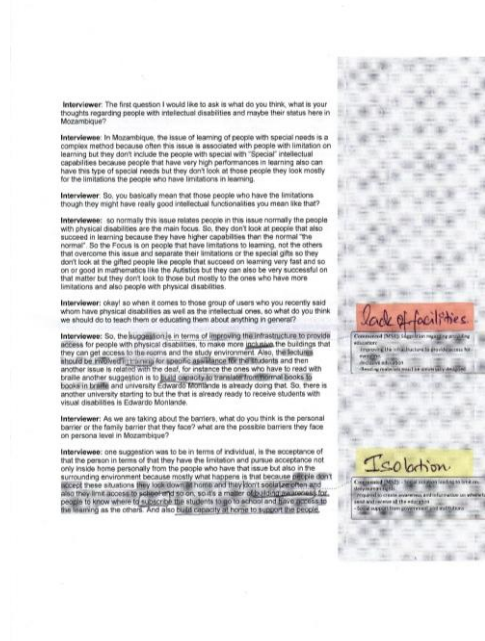 Interviewer: The first question I would like to ask is what do you think, what is your
thoughts regarding people with intellectual disabilities and maybe their status here in
Mozambique?
Interviewee: In Mozambique, the issue of learning of people with special needs is a
complex method because often this issue is associated with people with limitation on
learning but they don't include the people with special with "Special" intellectual
capabilities because people that have very high performances in learning also can
have this type of special needs but they don't look at those people they look mostly
for the limitations the people who have limitations in learning.
Interviewer: So, you basically mean that those people who have the limitations
though they might have really good intellectual functionalities you mean like that?
Interviewee: so normally this issue relates people in this issue normally the people
with physical disabilities are the main focus. So, they don't look at people that also
succeed in learning because they have higher capabilities than the normal "the
normal". So the Focus is on people that have limitations to learning, not the others
that overcome this issue and separate their limitations or the special gifts so they
don't look at the gifted people like people that succeed on learning very fast and so
on or good in mathematics like the Autistics but they can also be very successful on
that matter but they don't look to those but mostly to the ones who have more
limitations and also people with physical disabilities.
Interviewer: okay! so when it comes to those group of users who you recently said
whom have physical disabilities as well as the intellectual ones, so what do you think
we should do to teach them or educating them about anything in general?
lack of facilities
Interviewee: So, the suggestion is in terms of improving the infrastructure to provide
access for people with physical disabilities, to make more inclusive the buildings that
they can get access to the rooms and the study environment. Also, the lectures
should be involved in training for specific assistance for the students and then
another issue is related with the deaf, for instance the ones who have to read with
braille another suggestion is to build capacity to translate from normal books to
books in braille and university Edwardo Monlande is already doing that. So, there is
another university starting to but the that is already ready to receive students with
visual disabilities is Edwardo Monlande.
Interviewer: As we are taking about the barriers, what do you think is the personal
barrier or the family barrier that they face? what are the possible barriers they face
on persona level in Mozambique?
Isolation
Interviewee: one suggestion was to be in terms of individual, is the acceptance of
that the person in terms of that they have the limitation and pursue acceptance not
only inside home personally from the people who have that issue but also in the
surrounding environment because mostly what happens is that because people don't
accept these situations they look down at home and they don't socialize often and
also they limit access to school and so on, so it's a matter of building awareness for
people to know where to subscribe the students to go to school and have access to
the learning as the others. And also build capacity at home to support the people.